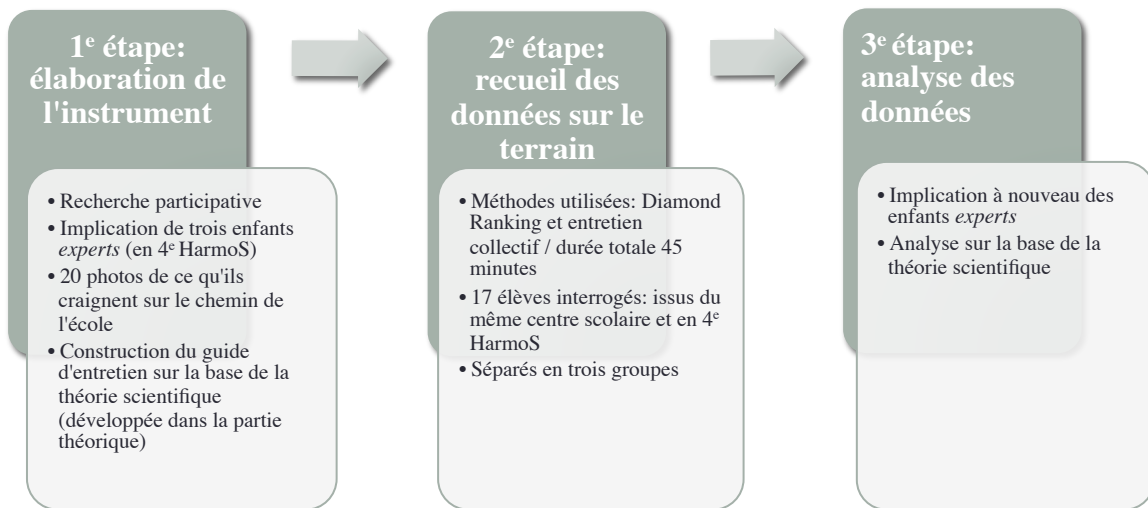 1e étape:
élaboration de
l'instrument
• Recherche participative
• Implication de trois enfants
experts (en 4e HarmoS)
• 20 photos de ce qu'ils
craignent sur le chemin de
l'école
• Construction du guide
d'entretien sur la base de la
théorie scientifique
(développée dans la partie
théorique)
2e étape:
recueil des
données sur le
terrain
• Méthodes utilisées: Diamond
Ranking et entretien
collectif / durée totale 45
minutes
• 17 élèves interrogés: issus du
même centre scolaire et en 4e
HarmoS
• Séparés en trois groupes
3e étape:
analyse des
données
• Implication à nouveau des
enfants experts
• Analyse sur la base de la
théorie scientifique